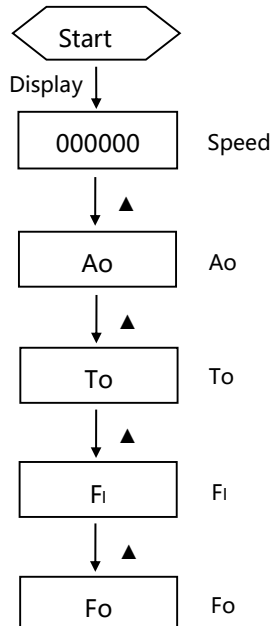 Start
Display
000000 Speed
▲
Ao Ao
▲
To To
▲
FI FI
▲
Fo Fo